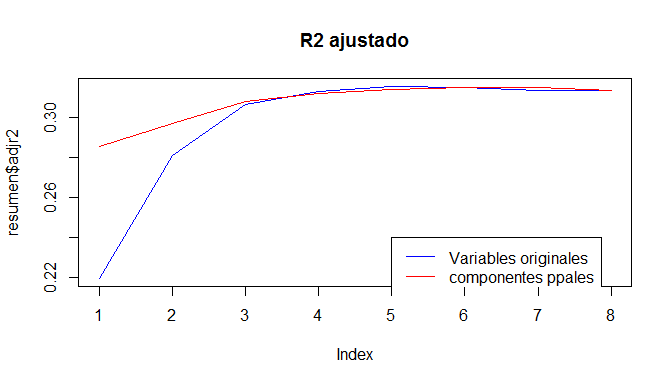 R2 ajustado
resumen$adjr2
0.30
0.26
0.22
Variables originales
componentes ppales
1 2 3 4 5 6 7 8
Index